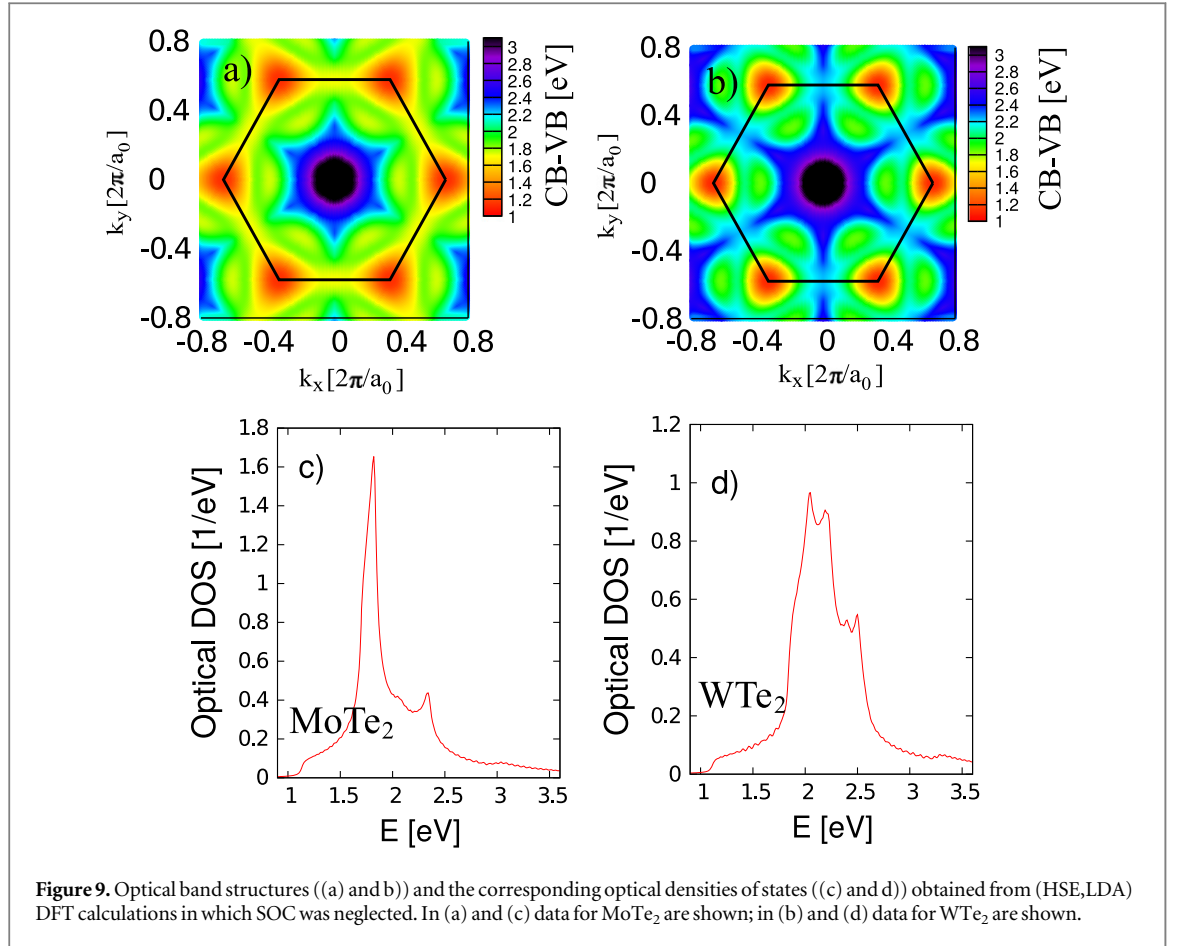 a)
0.8
0.4
0
-0.4
-0.8
k_y [2π/a_0]
-0.8 -0.4 0 0.4 0.8
k_x [2π/a_0]
3
2.8
2.6
2.4
2.2
2
1.8
1.6
1.4
1.2
1
CB-VB [eV]
b)
0.8
0.4
0
-0.4
-0.8
k_y [2π/a_0]
-0.8 -0.4 0 0.4 0.8
k_x [2π/a_0]
3
2.8
2.6
2.4
2.2
2
1.8
1.6
1.4
1.2
1
CB-VB [eV]
c)
1.8
1.6
1.4
1.2
1
0.8
0.6
0.4
0.2
0
Optical DOS [1/eV]
MoTe₂
1 1.5 2 2.5 3 3.5
E [eV]
d)
1.2
1
0.8
0.6
0.4
0.2
0
Optical DOS [1/eV]
WTe₂
1 1.5 2 2.5 3 3.5
E [eV]
Figure 9. Optical band structures ((a) and b)) and the corresponding optical densities of states ((c) and d)) obtained from (HSE,LDA)
DFT calculations in which SOC was neglected. In (a) and (c) data for MoTe₂ are shown; in (b) and (d) data for WTe₂ are shown.